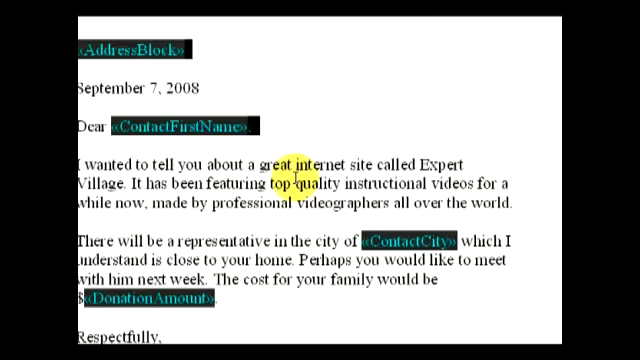 «AddressBlock»
September 7, 2008
Dear «ContactFirstName».
I wanted to tell you about a great internet site called Expert
Village. It has been featuring top-quality instructional videos for a
while now, made by professional videographers all over the world.
There will be a representative in the city of «ContactCity» which I
understand is close to your home. Perhaps you would like to meet
with him next week. The cost for your family would be
$«DonationAmount».
Respectfully,